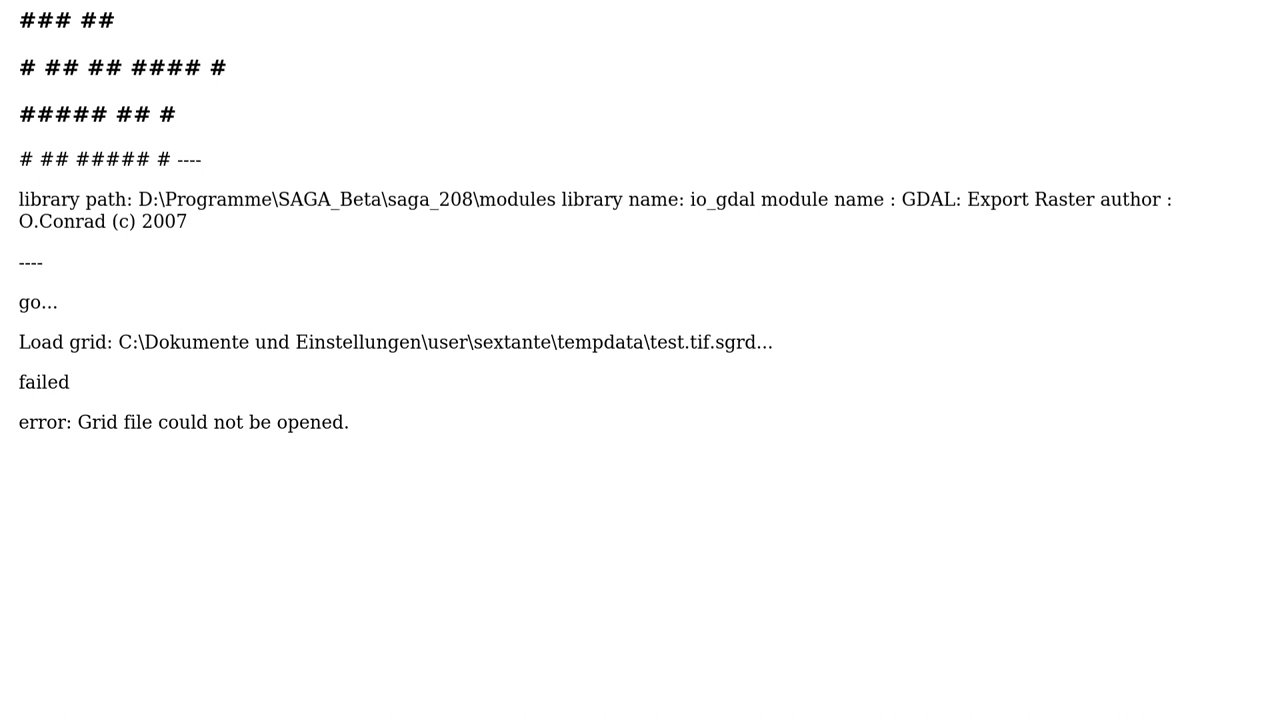 ### ##
# ## ## #### #
##### ## #
# ## ##### # ----
library path: D:\Programme\SAGA_Beta\saga_208\modules library name: io_gdal module name : GDAL: Export Raster author :
O.Conrad (c) 2007
----
go...
Load grid: C:\Dokumente und Einstellungen\user\sextante\tempdata\test.tif.sgrd...
failed
error: Grid file could not be opened.